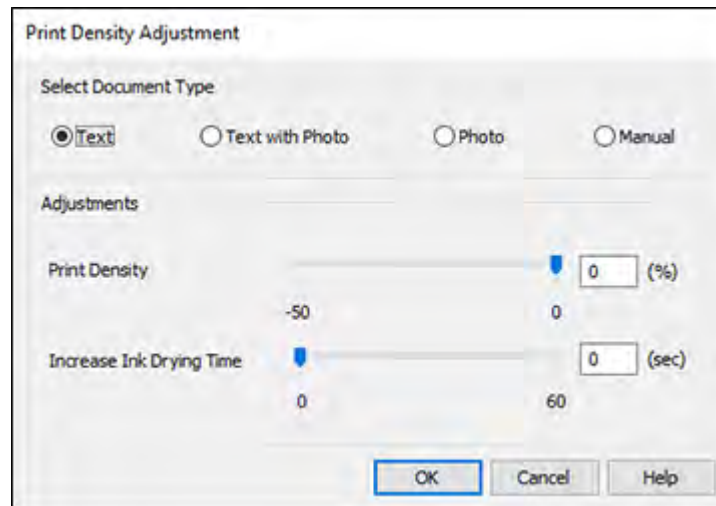 Print Density Adjustment
Select Document Type
Text Text with Photo Photo Manual
Adjustments
Print Density 0 (%)
-50 0
Increase Ink Drying Time 0 (sec)
0 60
OK Cancel Help